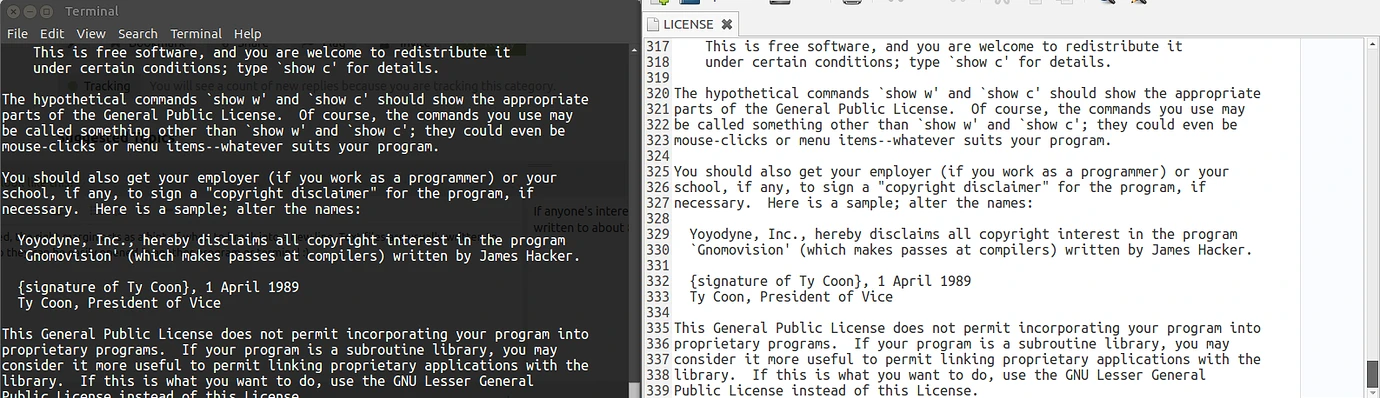 Terminal
File Edit View Search Terminal Help
This is free software, and you are welcome to redistribute it
under certain conditions; type `show c' for details.
Tracking You will see a count of new replies because you are tracking this category.
The hypothetical commands `show w' and `show c' should show the appropriate
parts of the General Public License.  Of course, the commands you use may
be called something other than `show w' and `show c'; they could even be
mouse-clicks or menu items--whatever suits your program.
You should also get your employer (if you work as a programmer) or your
school, if any, to sign a "copyright disclaimer" for the program, if
necessary.  Here is a sample; alter the names:
If anyone's intere
written to about
Yoyodyne, Inc., hereby disclaims all copyright interest in the program
`Gnomovision' (which makes passes at compilers) written by James Hacker.
{signature of Ty Coon}, 1 April 1989
Ty Coon, President of Vice
This General Public License does not permit incorporating your program into
proprietary programs.  If your program is a subroutine library, you may
consider it more useful to permit linking proprietary applications with the
library.  If this is what you want to do, use the GNU Lesser General
Public License instead of this License.
LICENSE
317 This is free software, and you are welcome to redistribute it
318 under certain conditions; type `show c' for details.
319
320 The hypothetical commands `show w' and `show c' should show the appropriate
321 parts of the General Public License.  Of course, the commands you use may
322 be called something other than `show w' and `show c'; they could even be
323 mouse-clicks or menu items--whatever suits your program.
324
325 You should also get your employer (if you work as a programmer) or your
326 school, if any, to sign a "copyright disclaimer" for the program, if
327 necessary.  Here is a sample; alter the names:
328
329 Yoyodyne, Inc., hereby disclaims all copyright interest in the program
330 `Gnomovision' (which makes passes at compilers) written by James Hacker.
331
332 {signature of Ty Coon}, 1 April 1989
333 Ty Coon, President of Vice
334
335 This General Public License does not permit incorporating your program into
336 proprietary programs.  If your program is a subroutine library, you may
337 consider it more useful to permit linking proprietary applications with the
338 library.  If this is what you want to do, use the GNU Lesser General
339 Public License instead of this License.